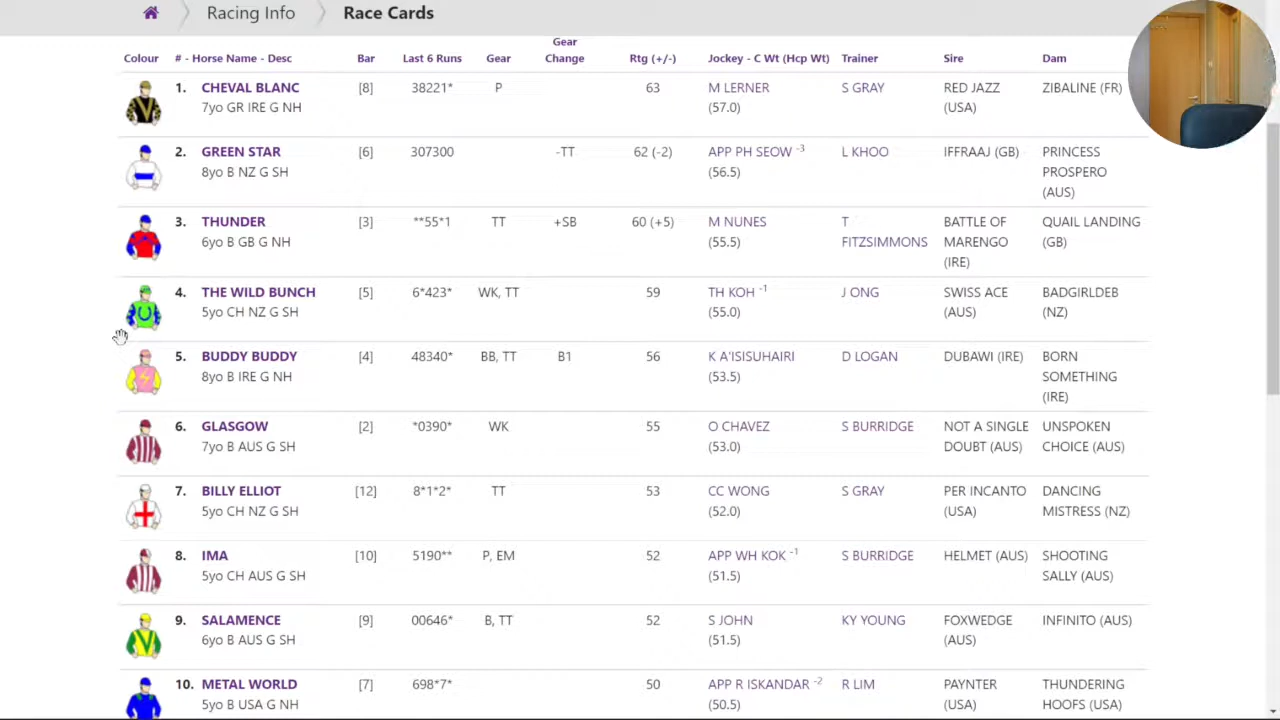 Racing Info Race Cards
Colour # - Horse Name - Desc Bar Last 6 Runs Gear Gear Change Rtg (+/-) Jockey - C Wt (Hcp Wt) Trainer Sire Dam
1. CHEVAL BLANC [8] 38221* P 63 M LERNER S GRAY RED JAZZ ZIBALINE (FR)
7yo GR IRE G NH (57.0) (USA)
2. GREEN STAR [6] 307300 -TT 62 (-2) APP PH SEOW -3 L KHOO IFFRAAJ (GB) PRINCESS
8yo B NZ G SH (56.5) PROSPERO
(AUS)
3. THUNDER [3] **55*1 TT +SB 60 (+5) M NUNES T BATTLE OF QUAIL LANDING
6yo B GB G NH (55.5) FITZSIMMONS MARENGO (GB)
(IRE)
4. THE WILD BUNCH [5] 6*423* WK, TT 59 TH KOH -1 J ONG SWISS ACE BADGIRLDEB
5yo CH NZ G SH (55.0) (AUS) (NZ)
5. BUDDY BUDDY [4] 48340* BB, TT B1 56 K A'ISISUHAIRI D LOGAN DUBAWI (IRE) BORN
8yo B IRE G NH (53.5) SOMETHING
(IRE)
6. GLASGOW [2] *0390* WK 55 O CHAVEZ S BURRIDGE NOT A SINGLE UNSPOKEN
7yo B AUS G SH (53.0) DOUBT (AUS) CHOICE (AUS)
7. BILLY ELLIOT [12] 8*1*2* TT 53 CC WONG S GRAY PER INCANTO DANCING
5yo CH NZ G SH (52.0) (USA) MISTRESS (NZ)
8. IMA [10] 5190** P, EM 52 APP WH KOK -1 S BURRIDGE HELMET (AUS) SHOOTING
5yo CH AUS G SH (51.5) SALLY (AUS)
9. SALAMENCE [9] 00646* B, TT 52 S JOHN KY YOUNG FOXWEDGE INFINITO (AUS)
6yo B AUS G SH (51.5) (AUS)
10. METAL WORLD [7] 698*7* 50 APP R ISKANDAR -2 R LIM PAYNTER THUNDERING
5yo B USA G NH (50.5) (USA) HOOFS (USA)